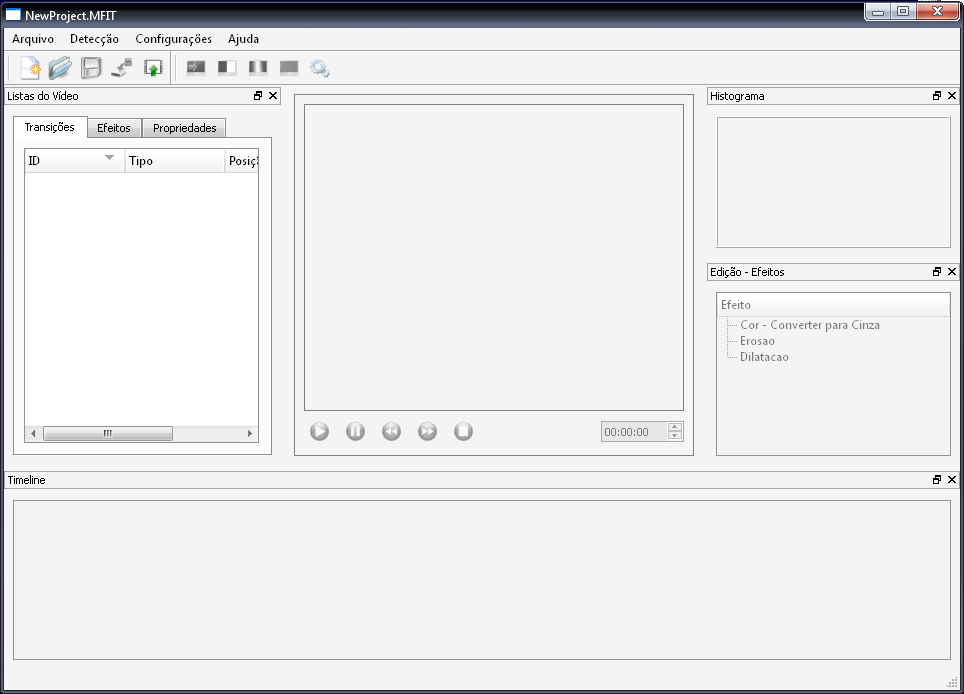 NewProject.MFIT
Arquivo Detecção Configurações Ajuda
Listas do Vídeo
Transições Efeitos Propriedades
ID Tipo Posiçã
00:00:00
Histograma
Edição - Efeitos
Efeito
Cor - Converter para Cinza
Erosao
Dilatacao
Timeline